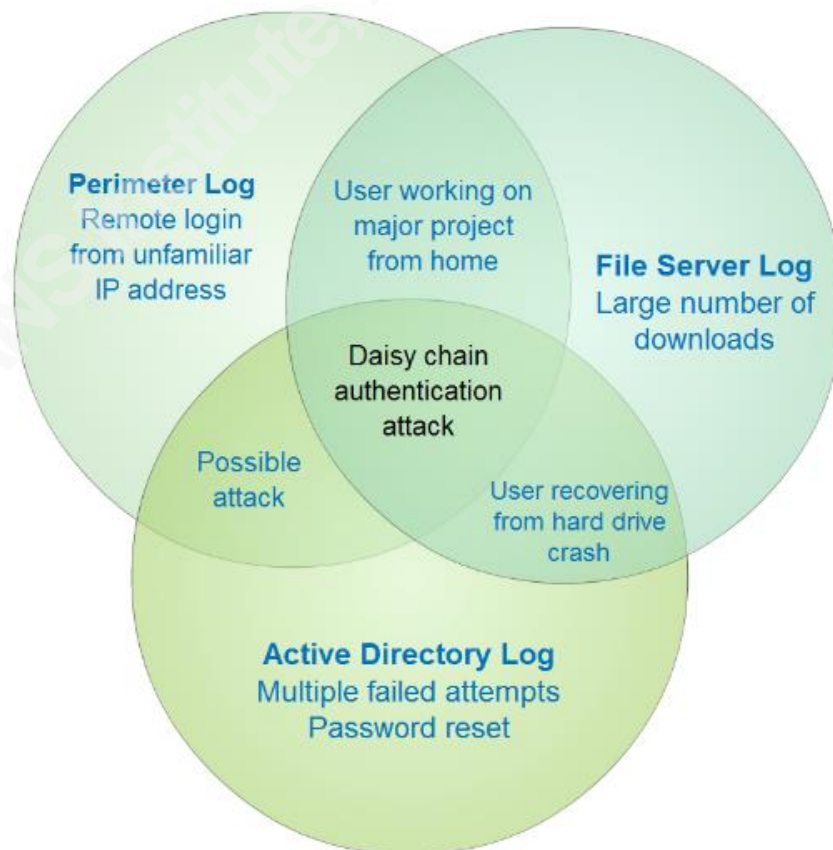 Perimeter Log
Remote login
from unfamiliar
IP address
User working on
major project
from home
File Server Log
Large number of
downloads
Daisy chain
authentication
attack
Possible
attack
User recovering
from hard drive
crash
Active Directory Log
Multiple failed attempts
Password reset